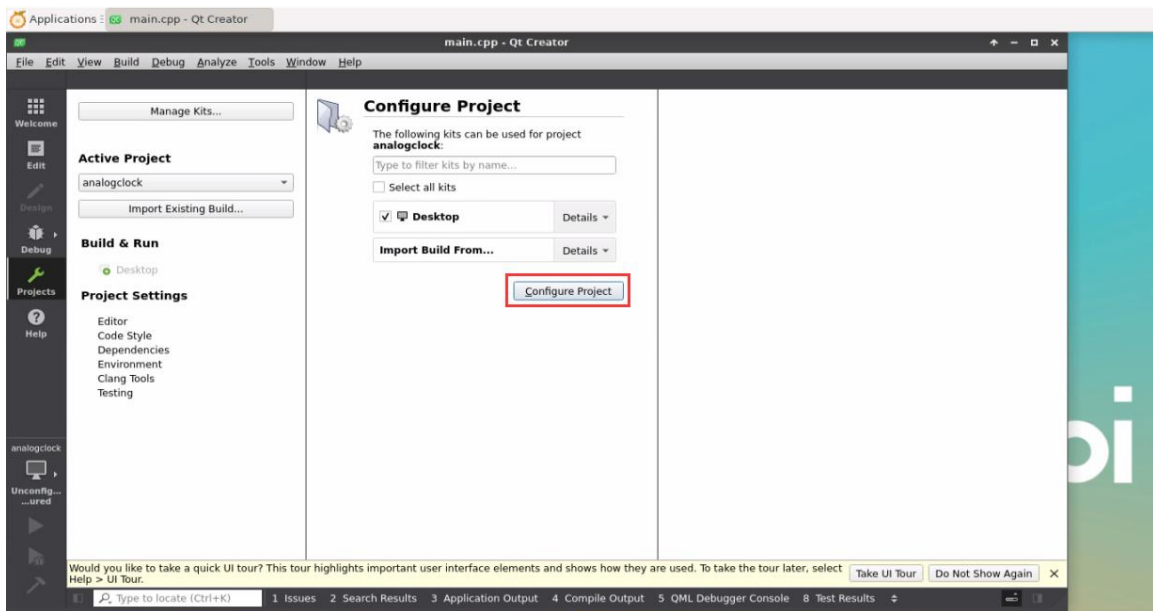 Applications
main.cpp - Qt Creator
main.cpp - Qt Creator
File Edit View Build Debug Analyze Tools Window Help
Welcome
Edit
Design
Debug
Projects
Help
analogclock
Unconfig...
...ured
Manage Kits...
Active Project
analogclock
Import Existing Build...
Build & Run
Desktop
Project Settings
Editor
Code Style
Dependencies
Environment
Clang Tools
Testing
Configure Project
The following kits can be used for project
analogclock:
Type to filter kits by name...
Select all kits
Desktop Details
Import Build From... Details
Configure Project
pi
Would you like to take a quick UI tour? This tour highlights important user interface elements and shows how they are used. To take the tour later, select
Help > UI Tour.
Take UI Tour Do Not Show Again
Type to locate (Ctrl+K) 1 Issues 2 Search Results 3 Application Output 4 Compile Output 5 QML Debugger Console 8 Test Results